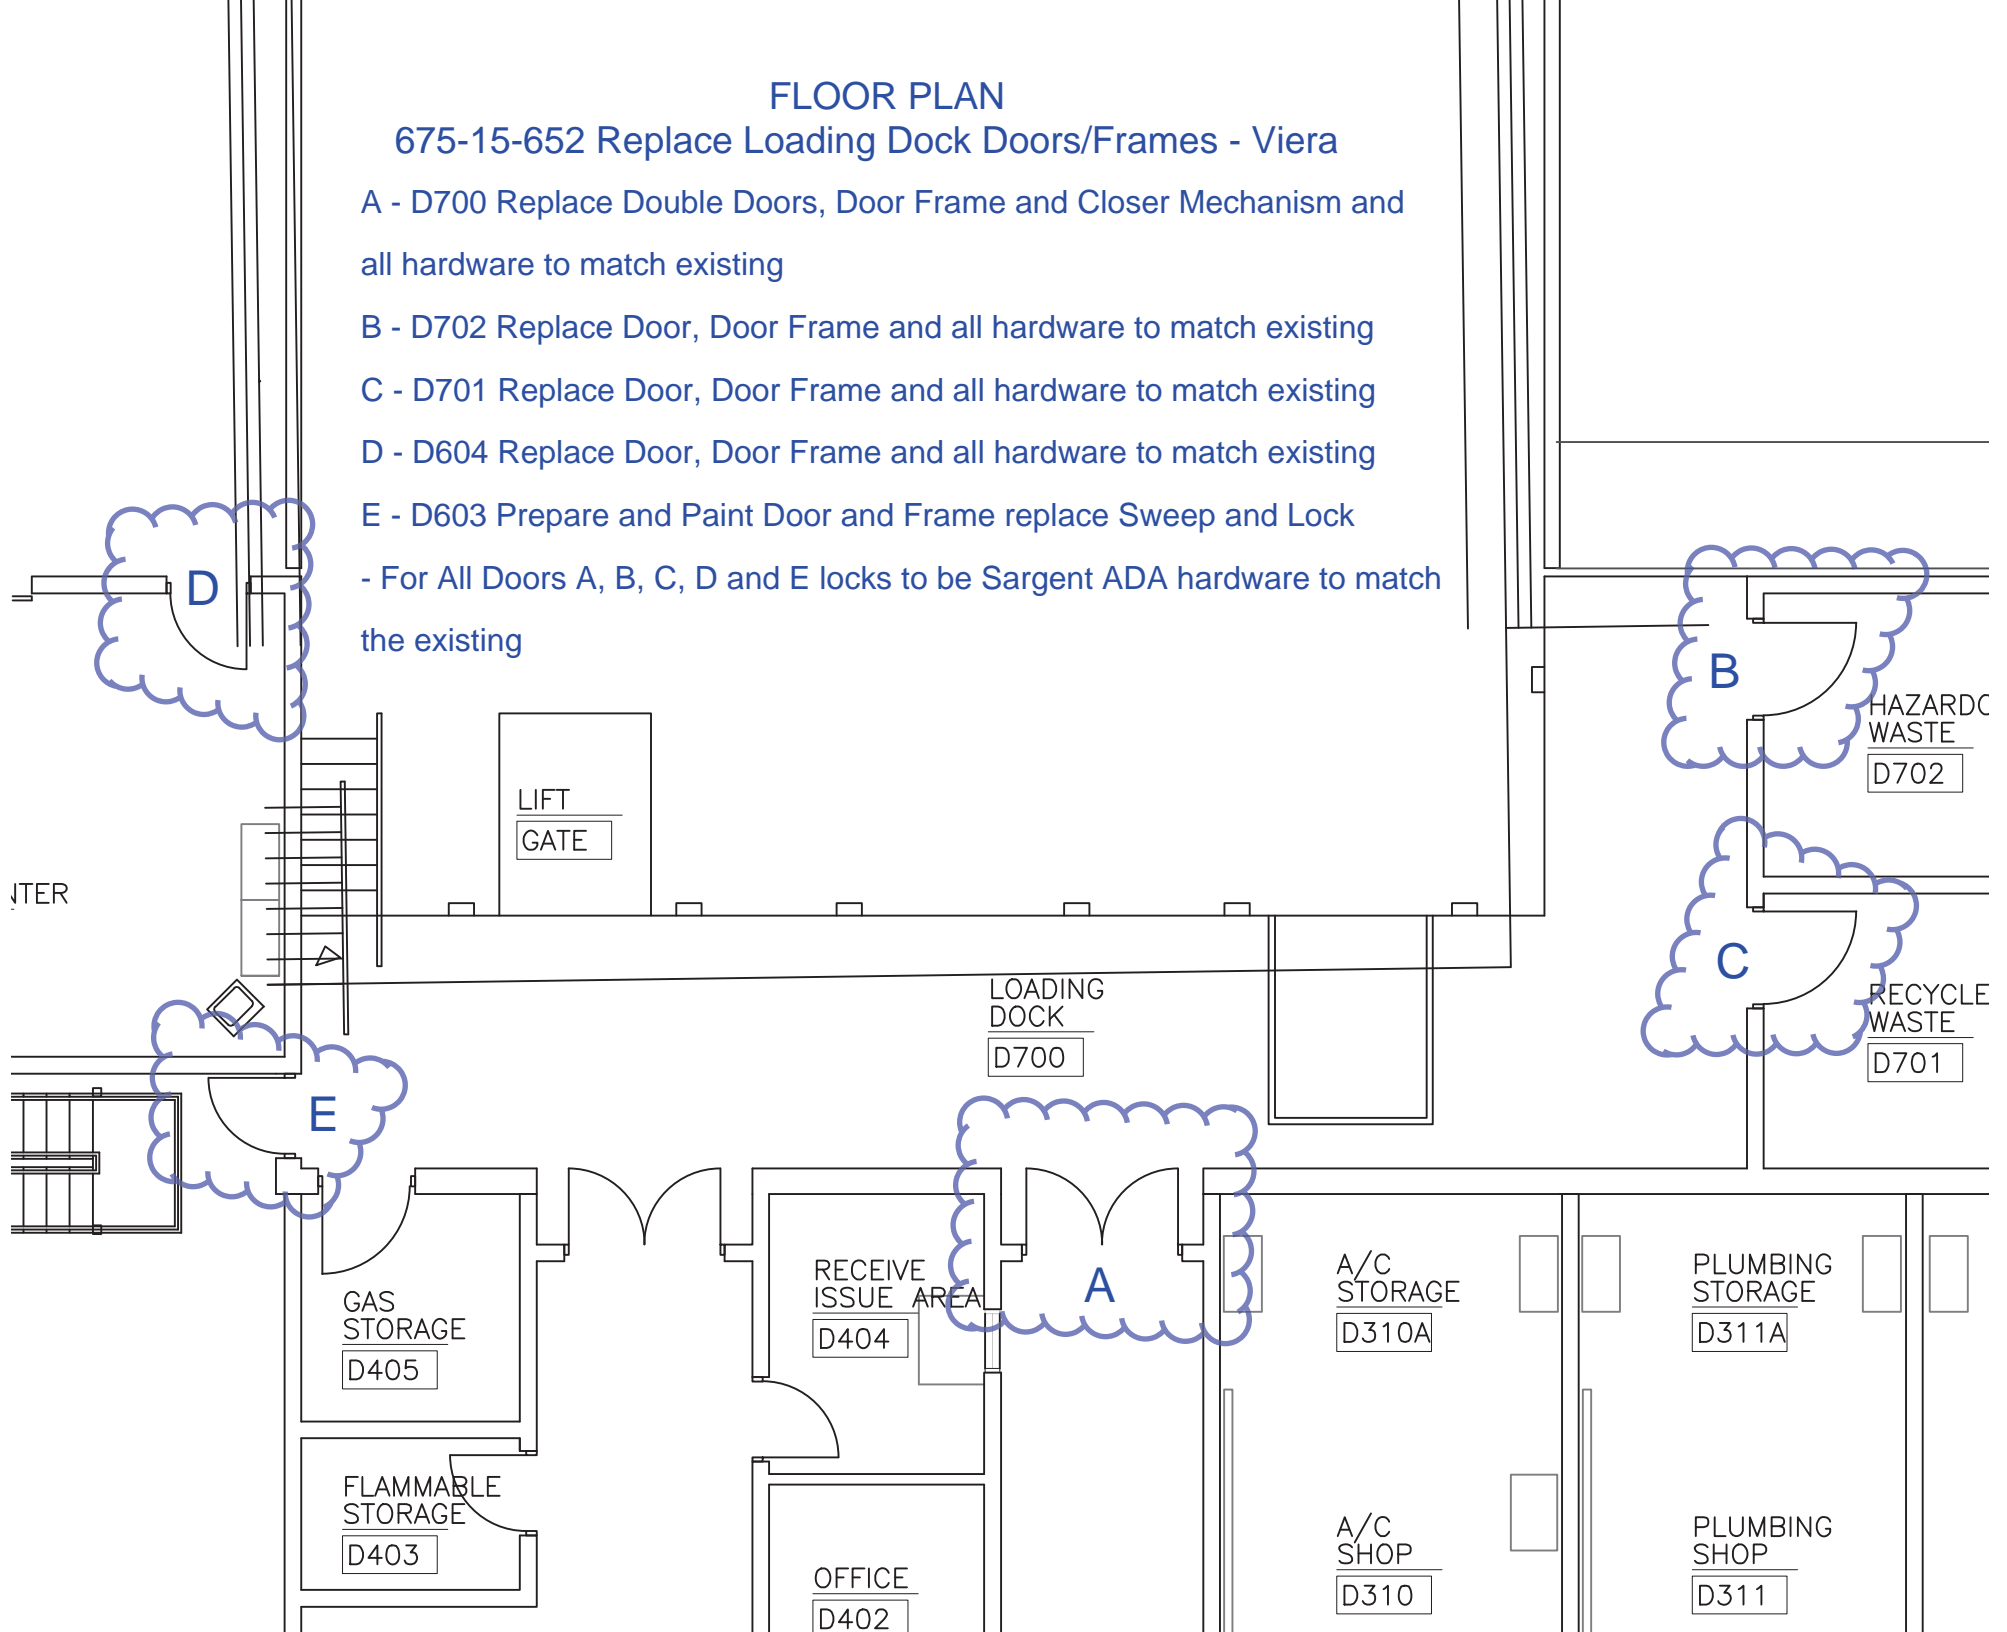 FLOOR PLAN
675-15-652 Replace Loading Dock Doors/Frames - Viera
A - D700 Replace Double Doors, Door Frame and Closer Mechanism and
all hardware to match existing
B - D702 Replace Door, Door Frame and all hardware to match existing
C - D701 Replace Door, Door Frame and all hardware to match existing
D - D604 Replace Door, Door Frame and all hardware to match existing
E - D603 Prepare and Paint Door and Frame replace Sweep and Lock
- For All Doors A, B, C, D and E locks to be Sargent ADA hardware to match
the existing
D
B
HAZARDO
WASTE
D702
LIFT
GATE
NTER
C
RECYCLE
WASTE
D701
LOADING
DOCK
D700
E
A
RECEIVE
ISSUE AREA
D404
A/C
STORAGE
D310A
PLUMBING
STORAGE
D311A
GAS
STORAGE
D405
FLAMMABLE
STORAGE
D403
A/C
SHOP
D310
PLUMBING
SHOP
D311
OFFICE
D402